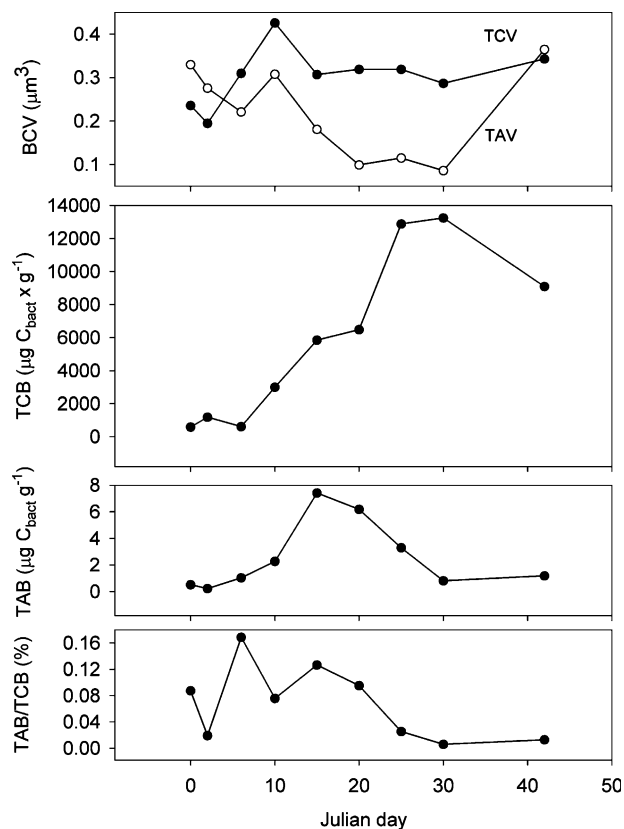 0.4
0.3
0.2
0.1
BCV (μm³)
TCV
TAV
14000
12000
10000
8000
6000
4000
2000
0
TCB (μg C_bact x g⁻¹)
8
6
4
2
0
TAB (μg C_bact g⁻¹)
0.16
0.12
0.08
0.04
0.00
TAB/TCB (%)
0 10 20 30 40 50
Julian day